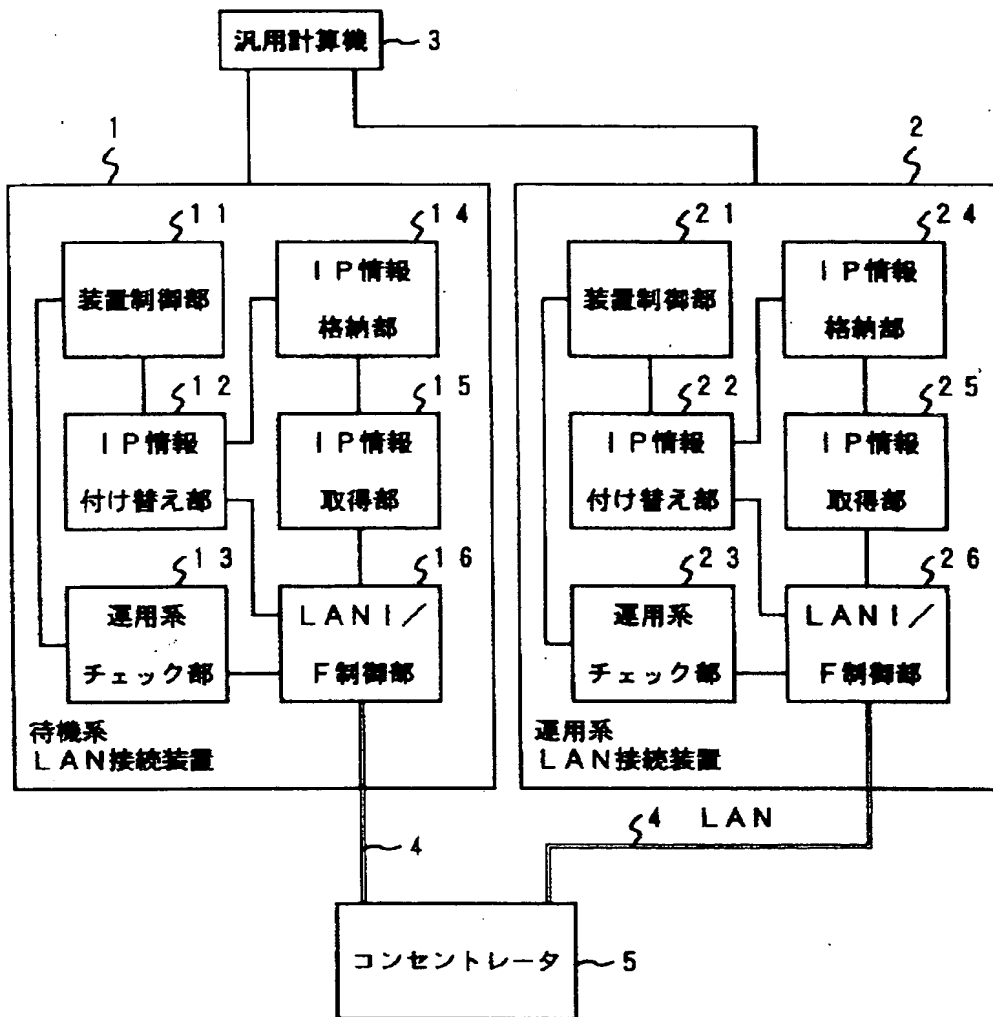 汎用計算機
3
1
2
11
14
装置制御部
IP情報
格納部
12
15
IP情報
付け替え部
IP情報
取得部
13
16
運用系
チェック部
LANI/
F制御部
待機系
LAN接続装置
21
24
装置制御部
IP情報
格納部
22
25
IP情報
付け替え部
IP情報
取得部
23
26
運用系
チェック部
LANI/
F制御部
運用系
LAN接続装置
4
4 LAN
コンセントレータ
5